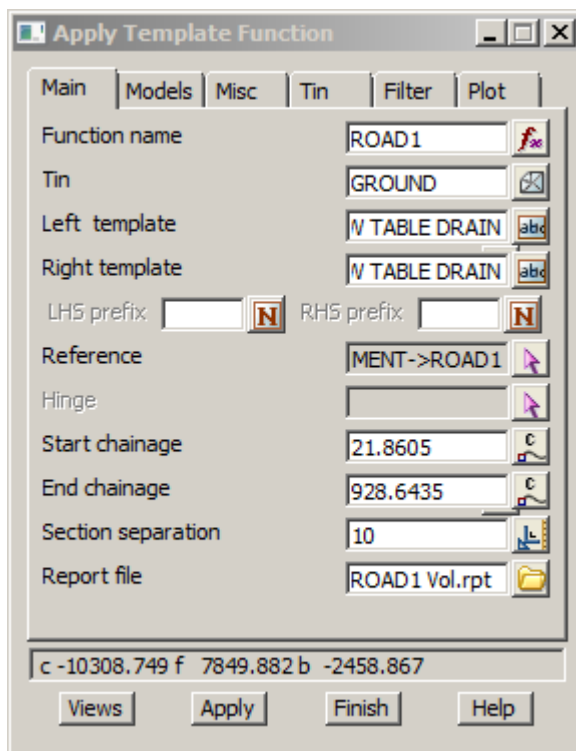 Apply Template Function
Main Models Misc Tin Filter Plot
Function name ROAD1
Tin GROUND
Left template TABLE DRAIN abc
Right template TABLE DRAIN abc
LHS prefix N RHS prefix N
Reference MENT->ROAD1
Hinge
Start chainage 21.8605 C
End chainage 928.6435 C
Section separation 10
Report file ROAD1 Vol.rpt
c -10308.749 f 7849.882 b -2458.867
Views Apply Finish Help